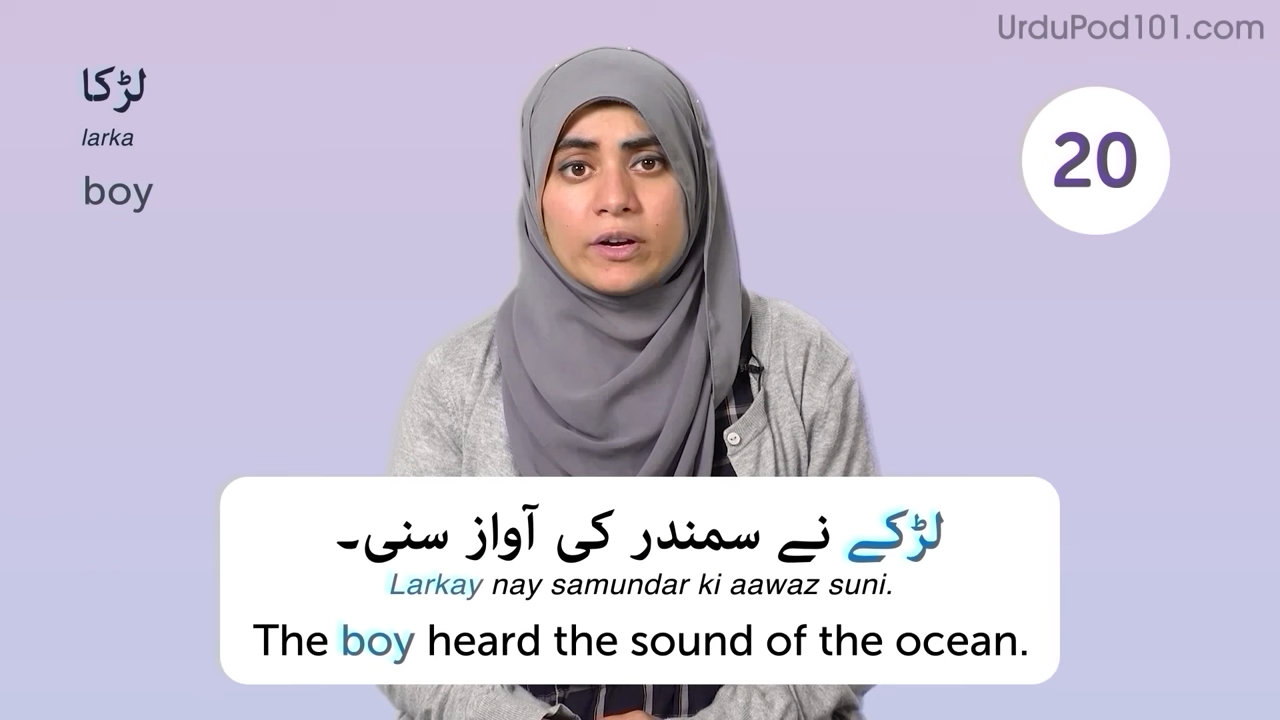 UrduPod101.com
لڑکا
larka
boy
20
لڑکے نے سمندر کی آواز سنی۔
Larkay nay samundar ki aawaz suni.
The boy heard the sound of the ocean.